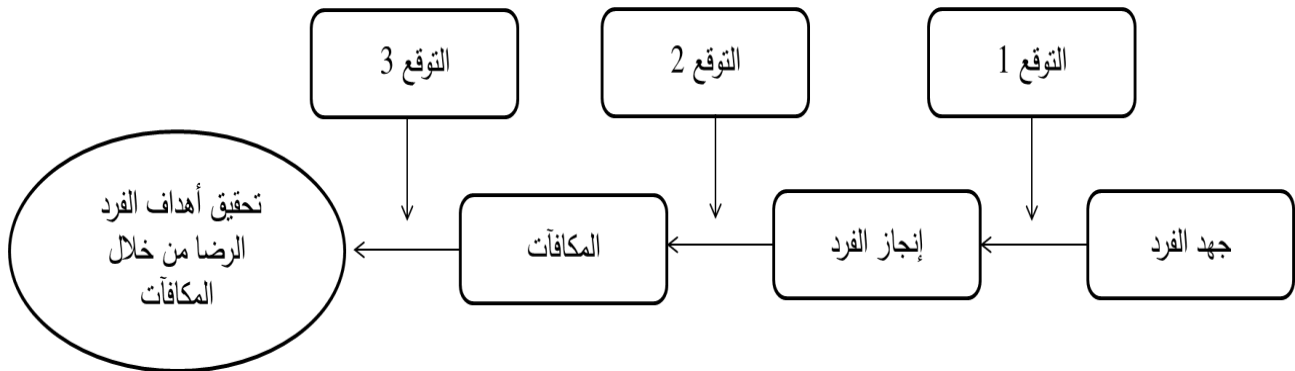 التوقع 1
التوقع 2
التوقع 3
جهد الفرد
إنجاز الفرد
المكافآت
تحقيق أهداف الفرد
الرضا من خلال
المكافآت